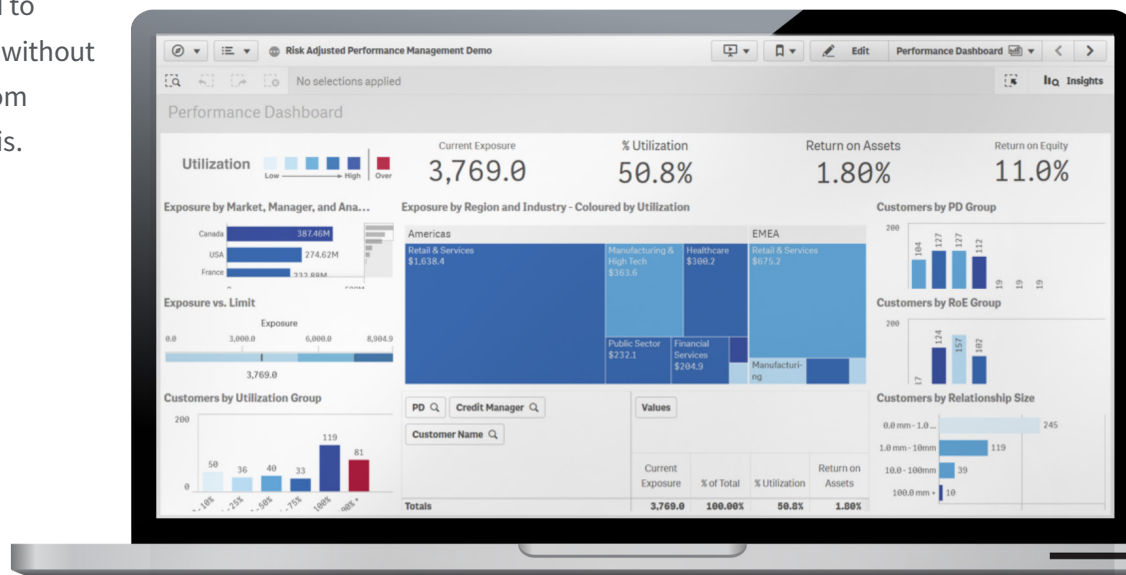 to
without
om
is.
Risk Adjusted Performance Management Demo
Edit
Performance Dashboard
No selections applied
Insights
Performance Dashboard
Utilization
Low
High
Over
Current Exposure
3,769.0
% Utilization
50.8%
Return on Assets
1.80%
Return on Equity
11.0%
Exposure by Market, Manager, and Ana...
Canada
387.46M
USA
274.62M
France
Exposure vs. Limit
Exposure
0.0
3,000.0
6,000.0
8,904.9
3,769.0
Customers by Utilization Group
200
0
50
36
40
33
119
81
100%
Exposure by Region and Industry - Coloured by Utilization
Americas
EMEA
Retail & Services
$1,638.4
Manufacturing &
High Tech
$363.6
Healthcare
$300.2
Public Sector
$232.1
Financial
Services
$204.9
Retail & Services
$675.2
Manufacturi-
ng
PD
Credit Manager
Customer Name
Values
Current
Exposure
% of Total
% Utilization
Return on
Assets
Totals
3,769.0
100.00%
50.8%
1.80%
Customers by PD Group
200
104
127
127
112
19
19
19
Customers by RoE Group
200
124
157
102
Customers by Relationship Size
0.0 mm - 1.0 ...
245
1.0 mm - 10mm
119
10.0 - 100mm
39
100.0 mm +
10